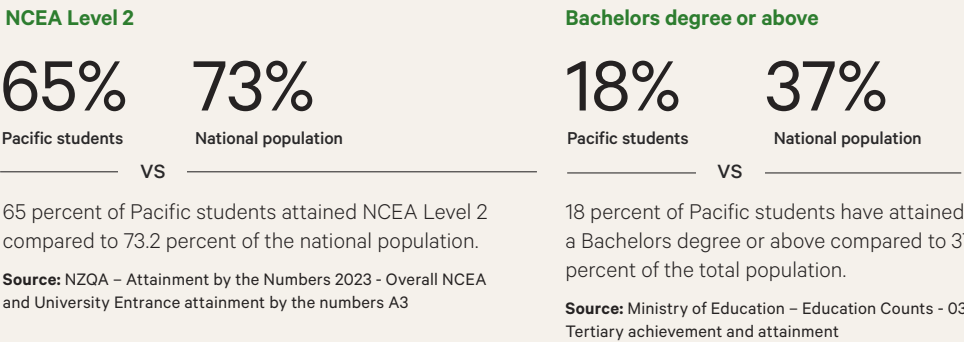 NCEA Level 2
65% 73%
Pacific students National population
VS
65 percent of Pacific students attained NCEA Level 2
compared to 73.2 percent of the national population.
Source: NZQA – Attainment by the Numbers 2023 - Overall NCEA
and University Entrance attainment by the numbers A3
Bachelors degree or above
18% 37%
Pacific students National population
VS
18 percent of Pacific students have attained
a Bachelors degree or above compared to
percent of the total population.
Source: Ministry of Education – Education Counts - 03
Tertiary achievement and attainment